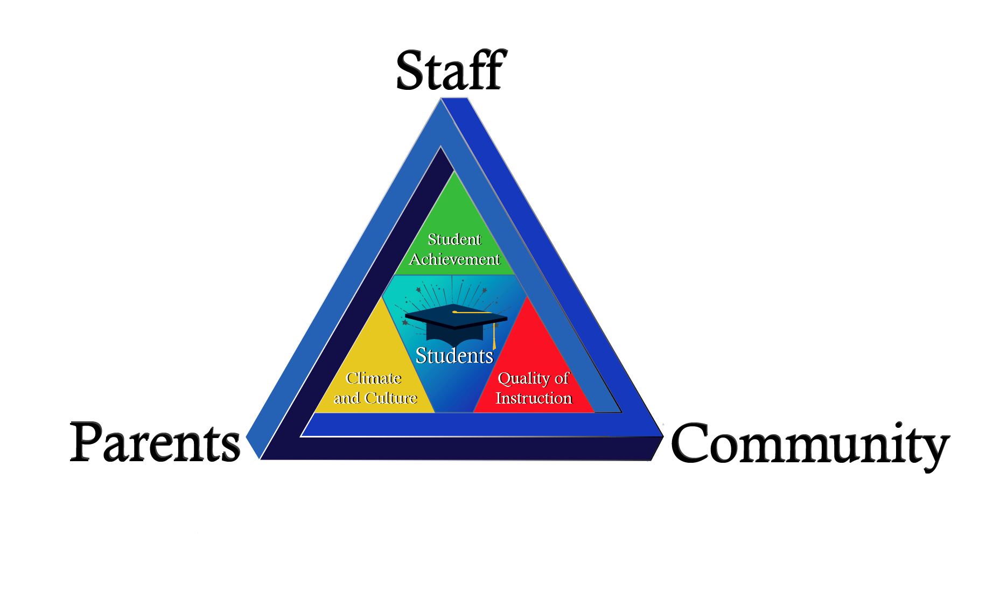 Staff
Student
Achievement
Students
Climate
and Culture
Quality of
Instruction
Parents
Community